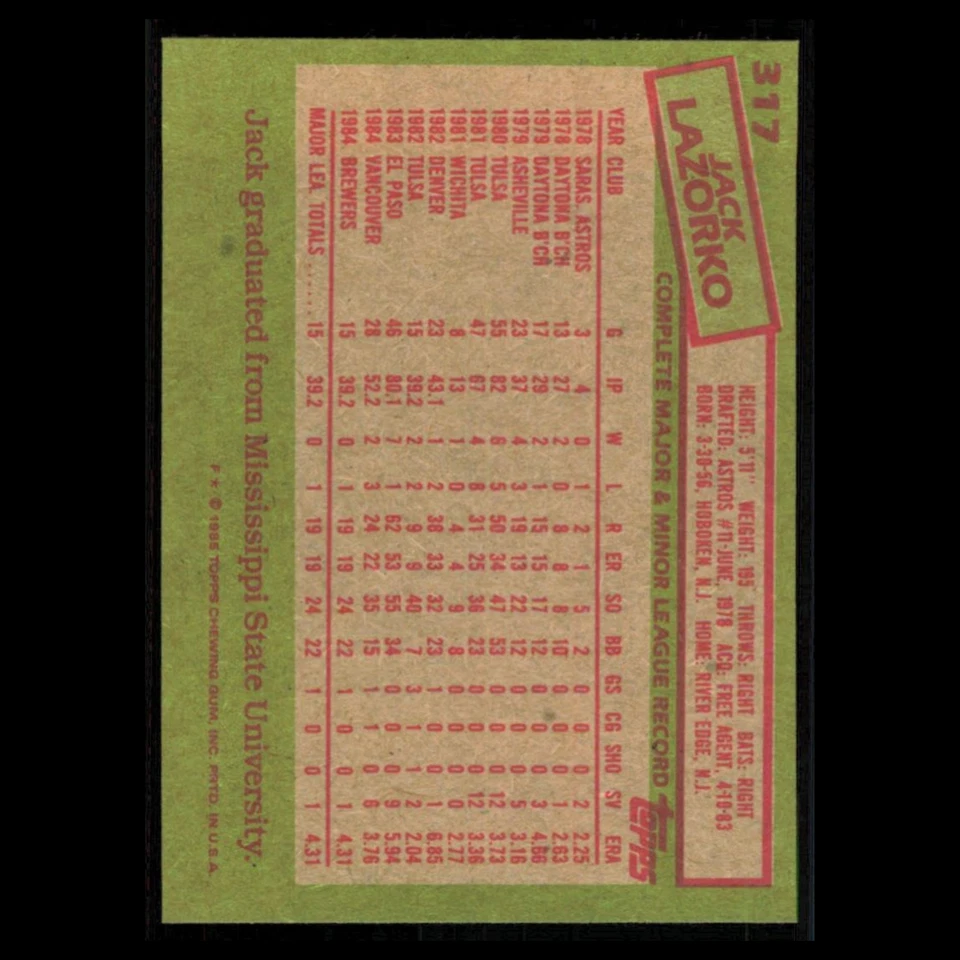 317
JACK
LAZORKO
HEIGHT: 5'11" WEIGHT: 195 THROWS: RIGHT BATS: RIGHT
DRAFTED: ASTROS #11-JUNE, 1978 ACQ: FREE AGENT, 4-10-83
BORN: 3-30-56, HOBOKEN, N.J. HOME: RIVER EDGE, N.J.
COMPLETE MAJOR & MINOR LEAGUE RECORD topps
YEAR CLUB G IP W L R ER SO BB GS CG SHO SV ERA
1978 SARAS. ASTROS 3 4 0 1 2 1 5 2 0 0 0 2 2.25
1978 DAYTONA B'CH 13 27 2 0 8 8 8 10 0 0 0 1 2.63
1979 DAYTONA B'CH 17 29 2 1 15 15 17 12 0 0 0 3 4.66
1979 ASHEVILLE 23 37 4 3 19 13 22 12 0 0 0 5 3.16
1980 TULSA 55 82 6 5 50 34 47 53 0 0 0 12 3.73
1981 TULSA 47 67 4 8 31 25 36 23 0 0 0 12 3.36
1981 WICHITA 8 13 1 0 4 4 9 8 0 0 0 0 2.77
1982 DENVER 23 43.1 1 2 38 33 32 23 1 0 0 1 6.85
1982 TULSA 15 39.2 2 2 9 9 40 7 3 1 1 2 2.04
1983 EL PASO 46 80.1 7 1 62 53 55 34 0 0 0 9 5.94
1984 VANCOUVER 28 52.2 2 3 24 22 35 15 1 1 0 6 3.76
1984 BREWERS 15 39.2 0 1 19 19 24 22 1 0 0 1 4.31
MAJOR LEA. TOTALS ..... 15 39.2 0 1 19 19 24 22 1 0 0 1 4.31
Jack graduated from Mississippi State University.
F * © 1985 TOPPS CHEWING GUM, INC. PRTD. IN U.S.A.